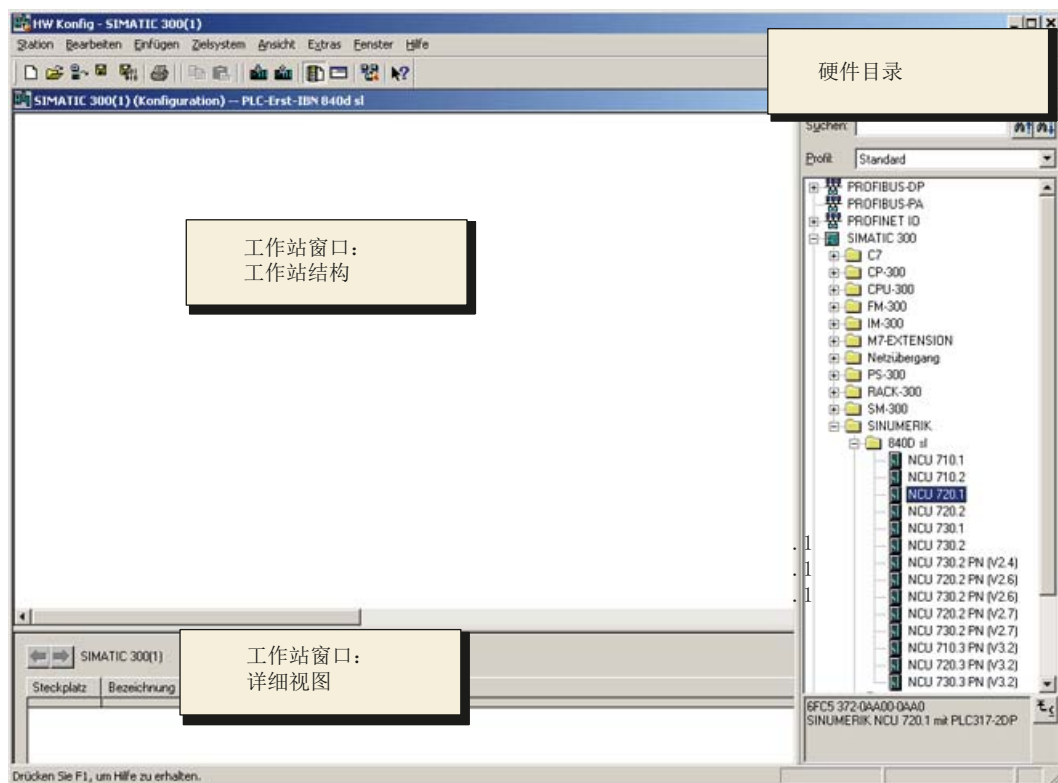 HW Konfig - SIMATIC 300(1)
Station Bearbeiten Einfügen Zielsystem Ansicht Extras Fenster Hilfe
硬件目录
SIMATIC 300(1) (Konfiguration) -- PLC-Erst-IBN 840d sl
Suchen:
Profil: Standard
PROFIBUS-DP
PROFIBUS-PA
PROFINET IO
SIMATIC 300
C7
CP-300
CPU-300
FM-300
IM-300
M7-EXTENSION
Netzübergang
PS-300
RACK-300
SM-300
SINUMERIK
840D sl
NCU 710.1
NCU 710.2
NCU 720.1
NCU 720.2
NCU 730.1
NCU 730.2
NCU 730.2 PN (V2.4)
NCU 720.2 PN (V2.6)
NCU 730.2 PN (V2.6)
NCU 720.2 PN (V2.7)
NCU 730.2 PN (V2.7)
NCU 710.3 PN (V3.2)
NCU 720.3 PN (V3.2)
NCU 730.3 PN (V3.2)
.1
.1
.1
工作站窗口：
工作站结构
SIMATIC 300(1)
工作站窗口：
详细视图
Steckplatz Bezeichnung
6FC5 372-0AA00-0AA0
SINUMERIK NCU 720.1 mit PLC317-2DP
Drücken Sie F1, um Hilfe zu erhalten.